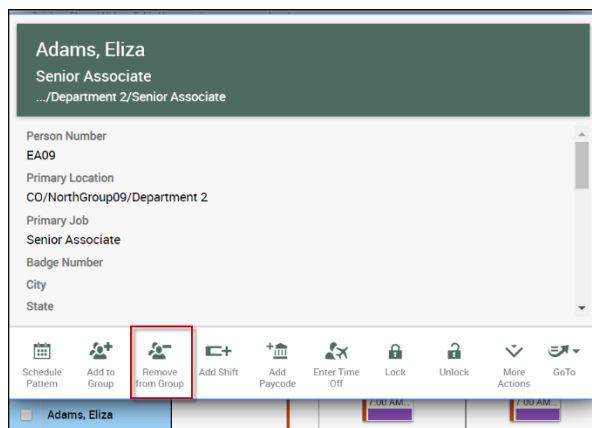 Adams, Eliza
Senior Associate
.../Department 2/Senior Associate
Person Number
EA09
Primary Location
CO/NorthGroup09/Department 2
Primary Job
Senior Associate
Badge Number
City
State
Schedule Pattern
Add to Group
Remove from Group
Add Shift
Add Paycode
Enter Time Off
Lock
Unlock
More Actions
GoTo
Adams, Eliza
7:00 AM...
7:00 AM...